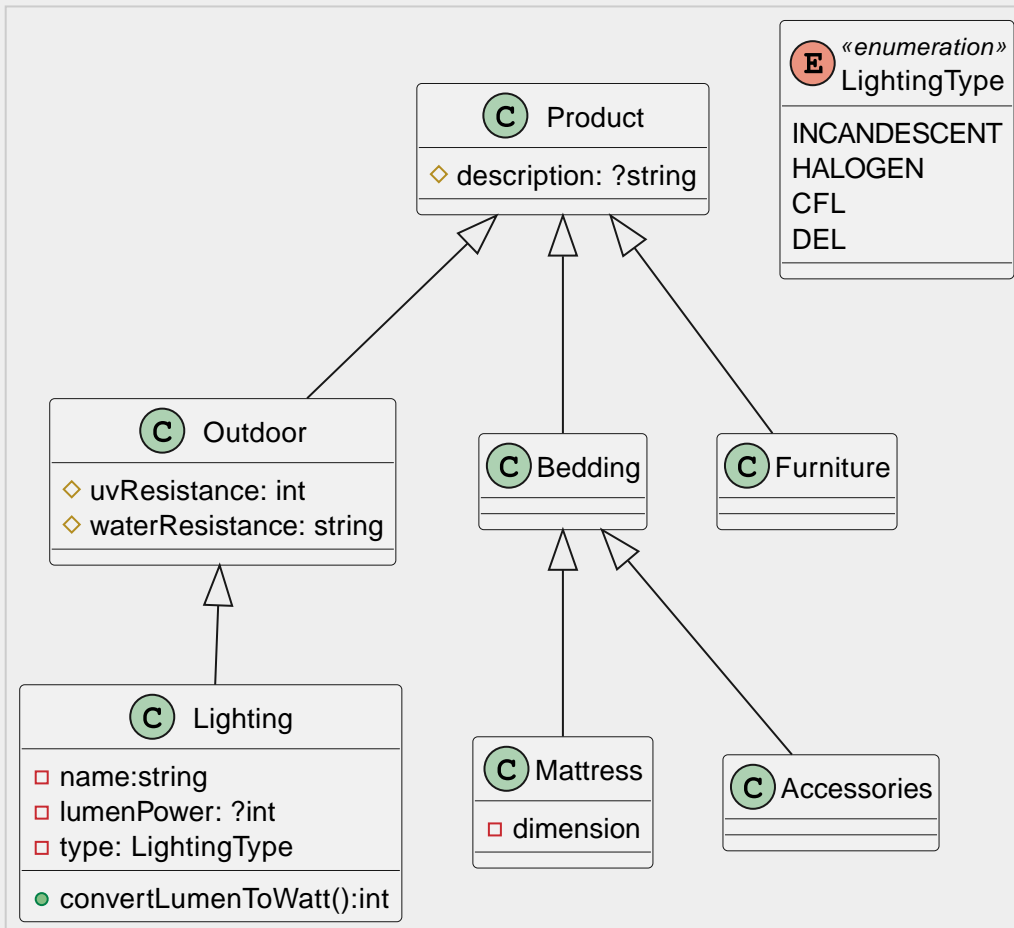 «enumeration»
E LightingType
INCANDESCENT
HALOGEN
CFL
DEL
C Product
description: ?string
C Outdoor
uvResistance: int
waterResistance: string
C Bedding
C Furniture
C Lighting
name:string
lumenPower: ?int
type: LightingType
convertLumenToWatt():int
C Mattress
dimension
C Accessories